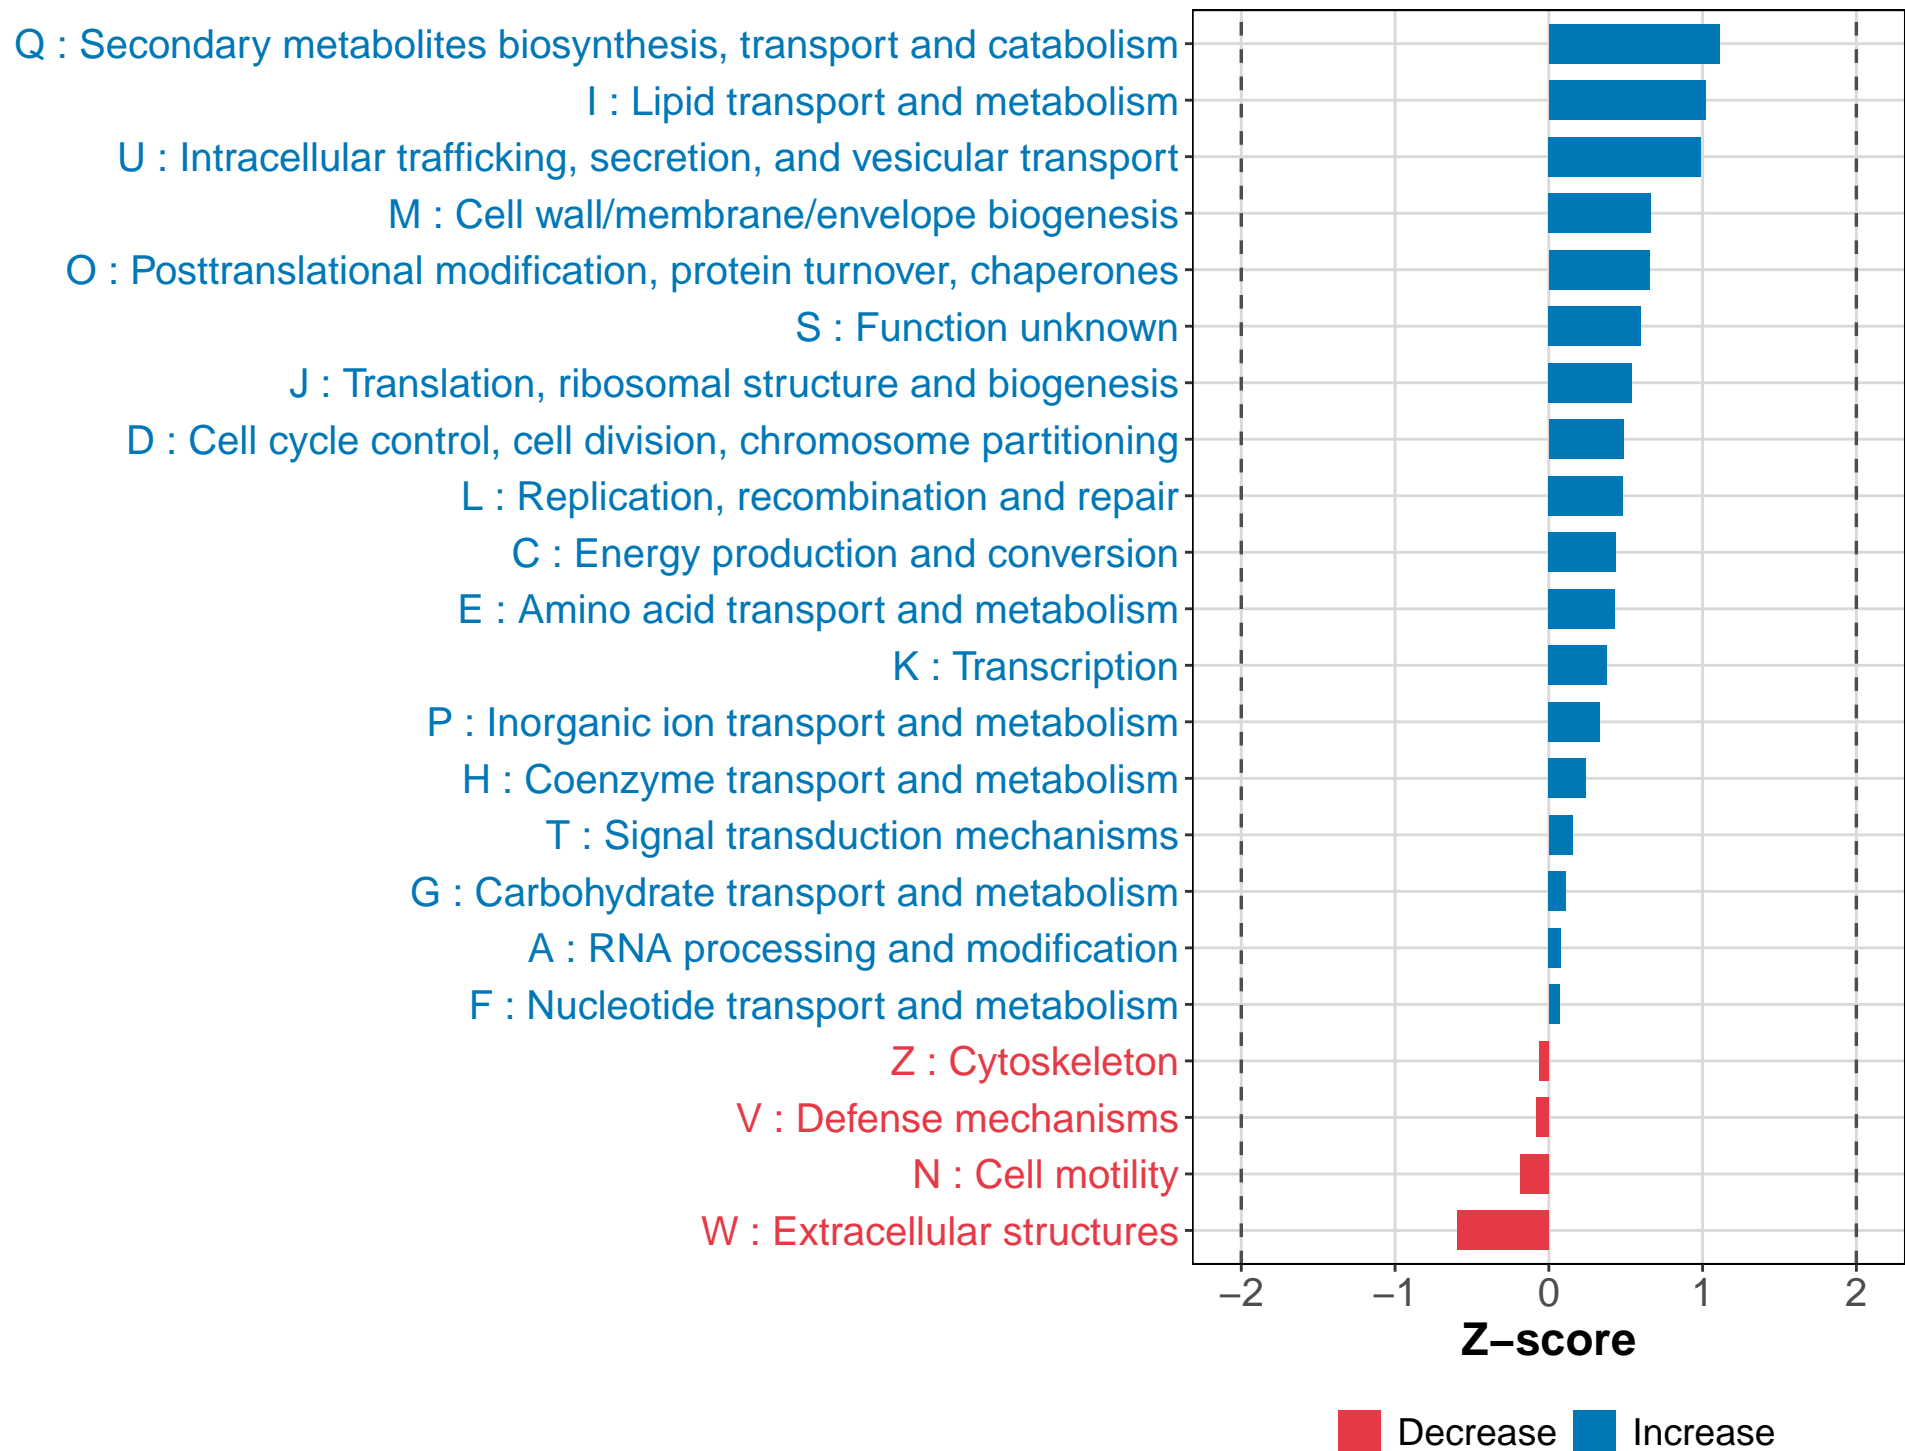 Q : Secondary metabolites biosynthesis, transport and catabolism
I : Lipid transport and metabolism
U : Intracellular trafficking, secretion, and vesicular transport
M : Cell wall/membrane/envelope biogenesis
O : Posttranslational modification, protein turnover, chaperones
S : Function unknown
J : Translation, ribosomal structure and biogenesis
D : Cell cycle control, cell division, chromosome partitioning
L : Replication, recombination and repair
C : Energy production and conversion
E : Amino acid transport and metabolism
K : Transcription
P : Inorganic ion transport and metabolism
H : Coenzyme transport and metabolism
T : Signal transduction mechanisms
G : Carbohydrate transport and metabolism
A : RNA processing and modification
F : Nucleotide transport and metabolism
Z : Cytoskeleton
V : Defense mechanisms
N : Cell motility
W : Extracellular structures
−2 −1 0 1 2
Z−score
Decrease Increase